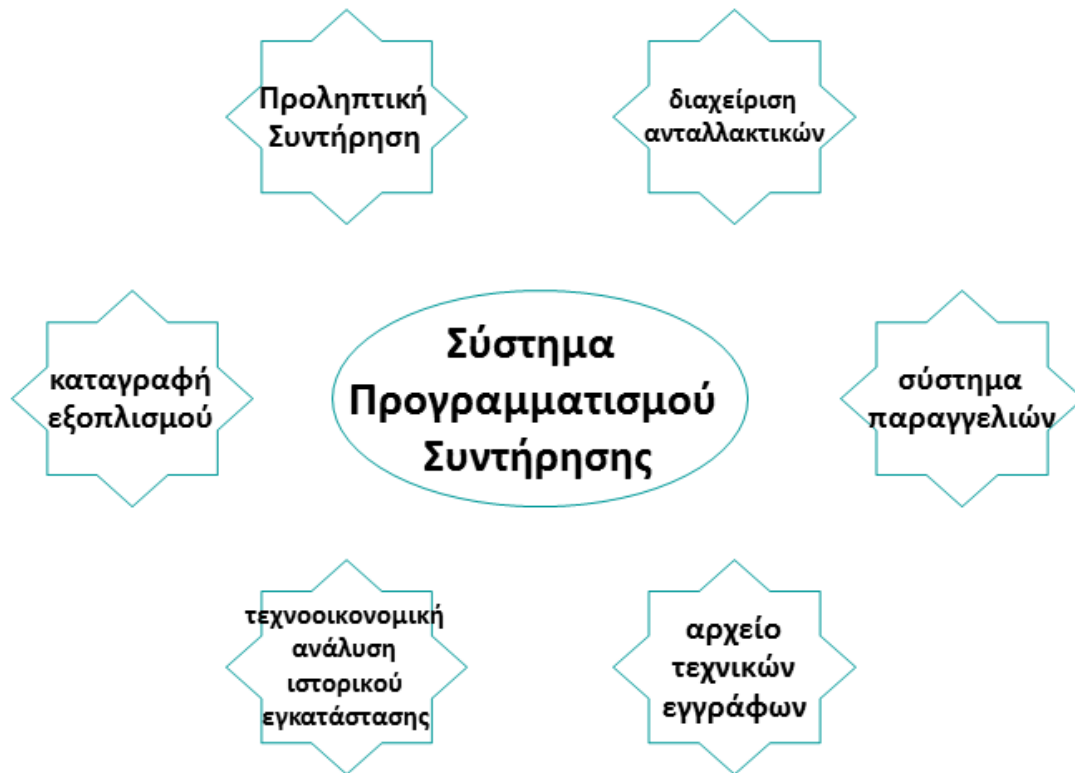 Προληπτική
Συντήρηση
διαχείριση
ανταλλακτικών
καταγραφή
εξοπλισμού
Σύστημα
Προγραμματισμού
Συντήρησης
σύστημα
παραγγελιών
τεχνοοικονομική
ανάλυση
ιστορικού
εγκατάστασης
αρχείο
τεχνικών
εγγράφων